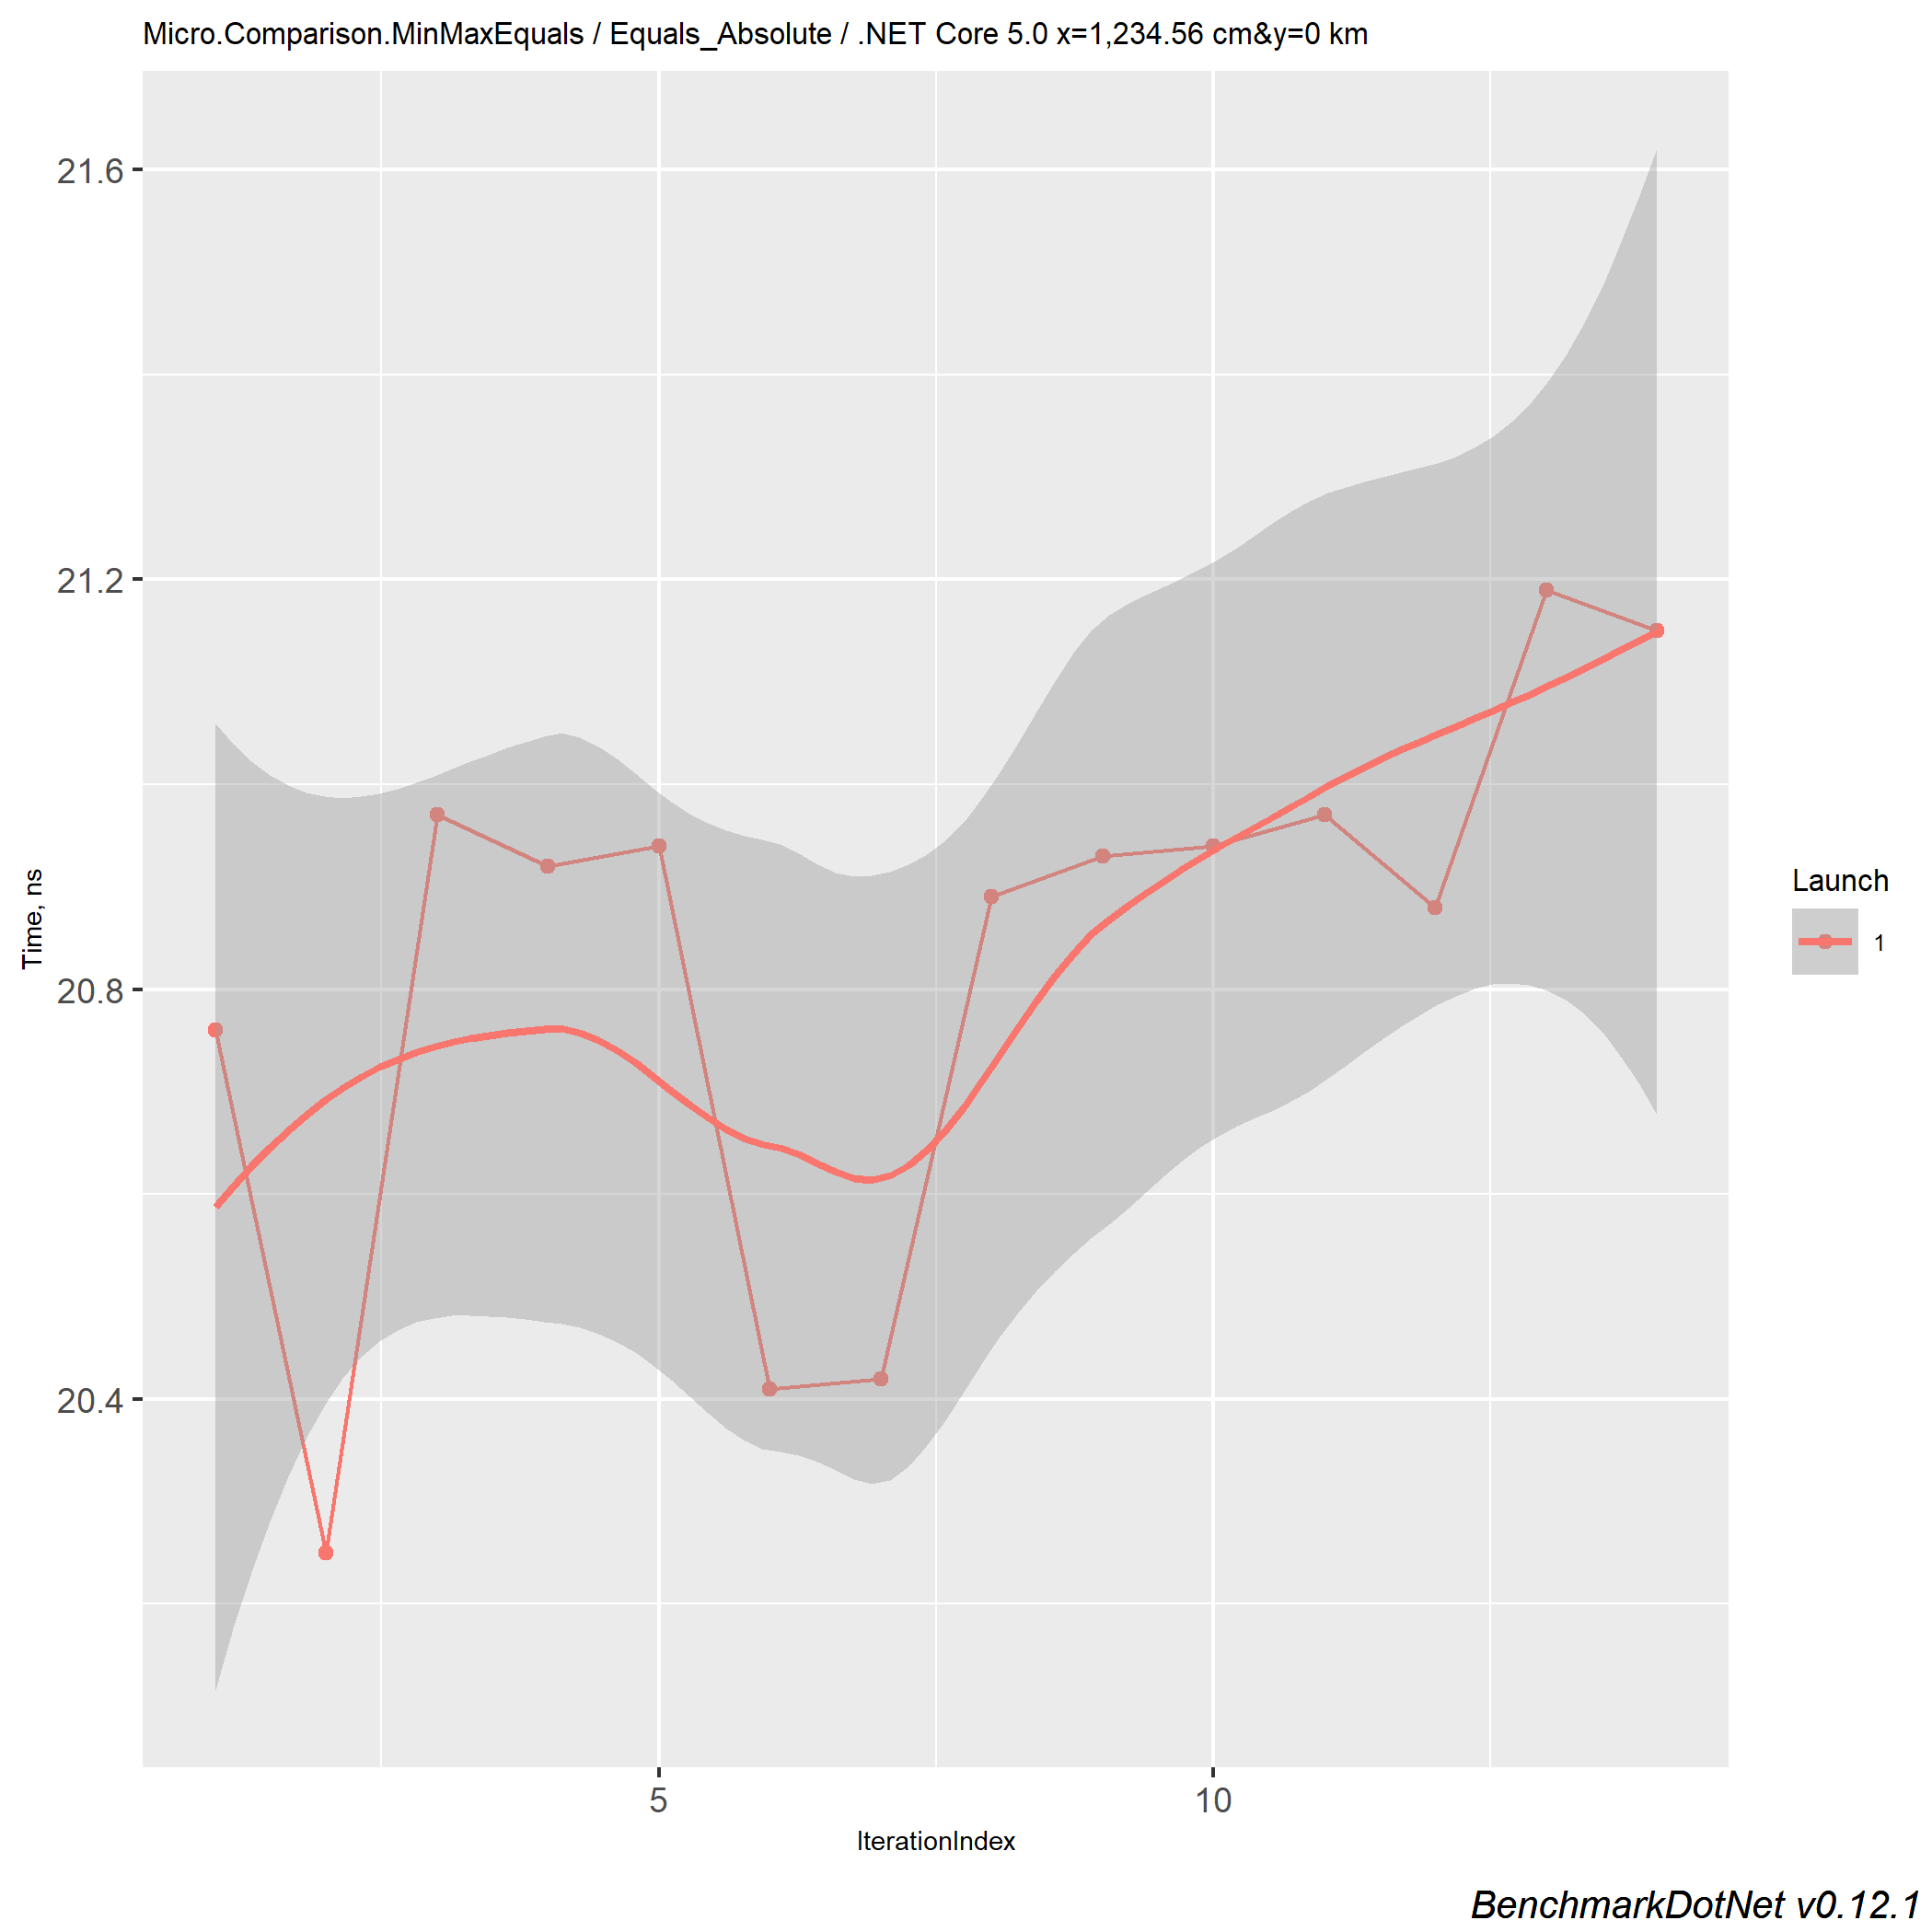 Micro.Comparison.MinMaxEquals / Equals_Absolute / .NET Core 5.0 x=1,234.56 cm&y=0 km
21.6
21.2
20.8
20.4
Time, ns
5
10
IterationIndex
Launch
1
BenchmarkDotNet v0.12.1